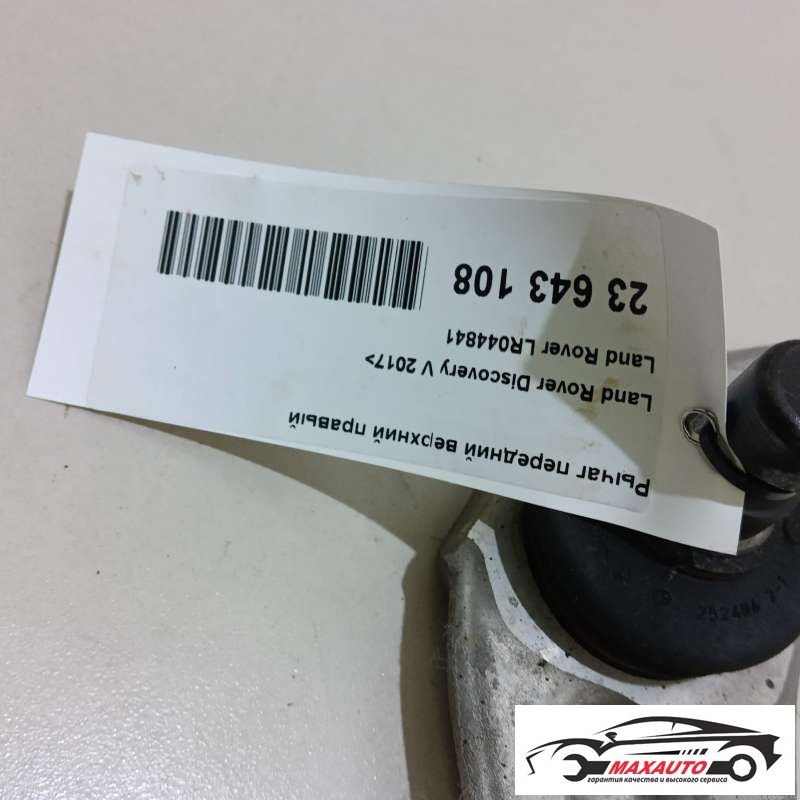 Рычаг передний верхний правый
Land Rover Discovery V 2017>
Land Rover LR044841
23 643 108
MAXAUTO
гарантия качества и высокого сервиса